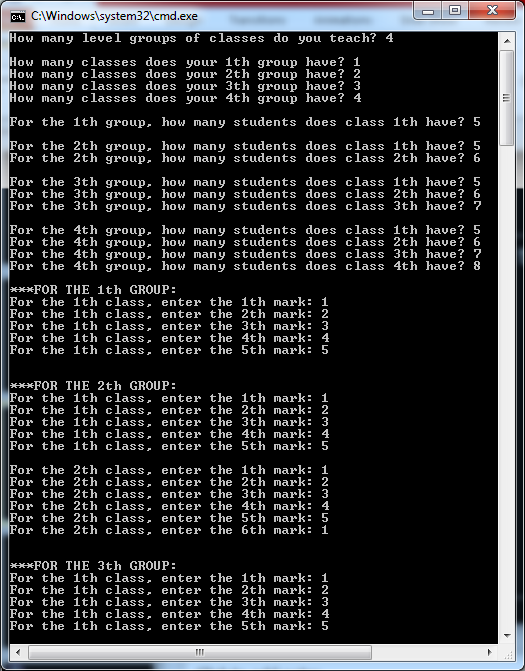 C:\Windows\system32\cmd.exe
How many level groups of classes do you teach? 4
How many classes does your 1th group have? 1
How many classes does your 2th group have? 2
How many classes does your 3th group have? 3
How many classes does your 4th group have? 4
For the 1th group, how many students does class 1th have? 5
For the 2th group, how many students does class 1th have? 5
For the 2th group, how many students does class 2th have? 6
For the 3th group, how many students does class 1th have? 5
For the 3th group, how many students does class 2th have? 6
For the 3th group, how many students does class 3th have? 7
For the 4th group, how many students does class 1th have? 5
For the 4th group, how many students does class 2th have? 6
For the 4th group, how many students does class 3th have? 7
For the 4th group, how many students does class 4th have? 8
***FOR THE 1th GROUP:
For the 1th class, enter the 1th mark: 1
For the 1th class, enter the 2th mark: 2
For the 1th class, enter the 3th mark: 3
For the 1th class, enter the 4th mark: 4
For the 1th class, enter the 5th mark: 5
***FOR THE 2th GROUP:
For the 1th class, enter the 1th mark: 1
For the 1th class, enter the 2th mark: 2
For the 1th class, enter the 3th mark: 3
For the 1th class, enter the 4th mark: 4
For the 1th class, enter the 5th mark: 5
For the 2th class, enter the 1th mark: 1
For the 2th class, enter the 2th mark: 2
For the 2th class, enter the 3th mark: 3
For the 2th class, enter the 4th mark: 4
For the 2th class, enter the 5th mark: 5
For the 2th class, enter the 6th mark: 1
***FOR THE 3th GROUP:
For the 1th class, enter the 1th mark: 1
For the 1th class, enter the 2th mark: 2
For the 1th class, enter the 3th mark: 3
For the 1th class, enter the 4th mark: 4
For the 1th class, enter the 5th mark: 5